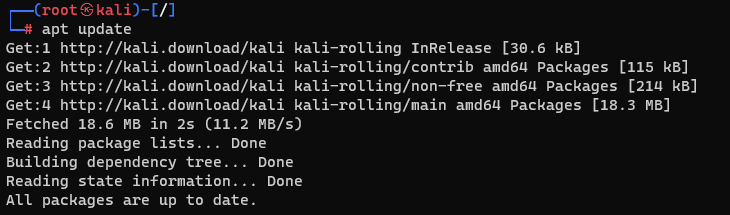 ┌──(root㉿kali)-[/]
└─# apt update
Get:1 http://kali.download/kali kali-rolling InRelease [30.6 kB]
Get:2 http://kali.download/kali kali-rolling/contrib amd64 Packages [115 kB]
Get:3 http://kali.download/kali kali-rolling/non-free amd64 Packages [214 kB]
Get:4 http://kali.download/kali kali-rolling/main amd64 Packages [18.3 MB]
Fetched 18.6 MB in 2s (11.2 MB/s)
Reading package lists... Done
Building dependency tree... Done
Reading state information... Done
All packages are up to date.